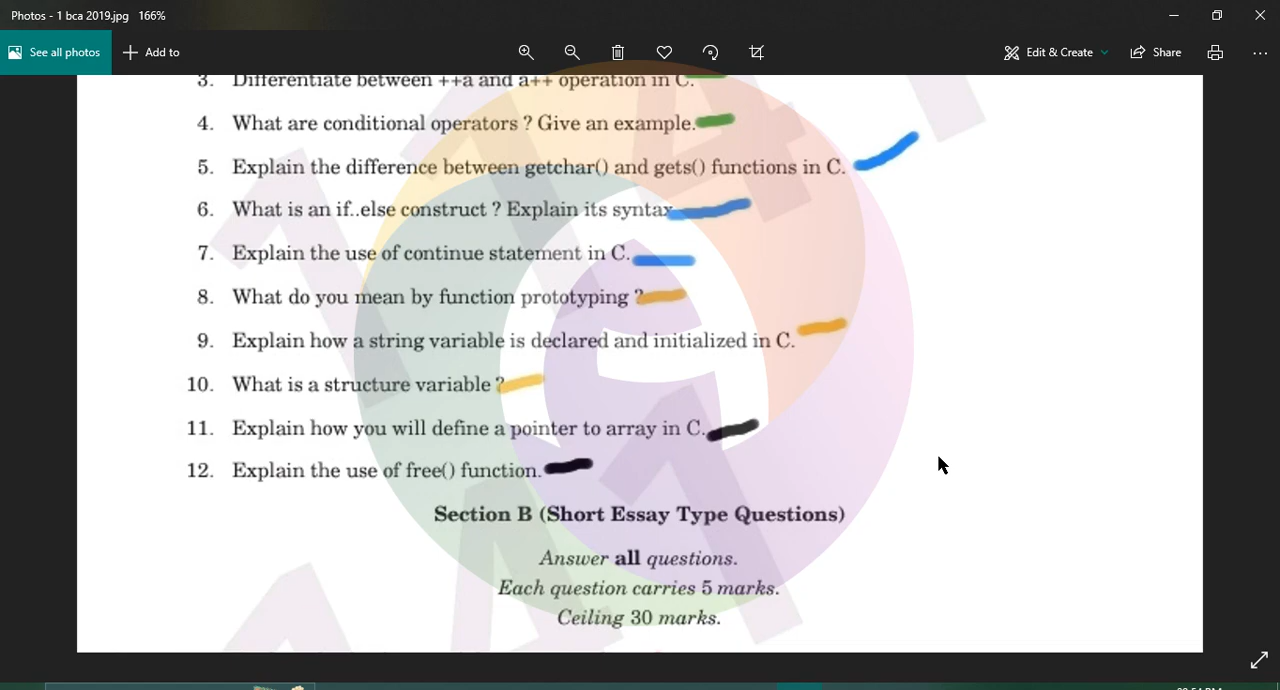 Photos - 1 bca 2019.jpg 166%
See all photos
Add to
Edit & Create
Share
3. Differentiate between ++a and a++ operation in C.
4. What are conditional operators ? Give an example.
5. Explain the difference between getchar() and gets() functions in C.
6. What is an if..else construct ? Explain its syntax
7. Explain the use of continue statement in C.
8. What do you mean by function prototyping ?
9. Explain how a string variable is declared and initialized in C.
10. What is a structure variable ?
11. Explain how you will define a pointer to array in C.
12. Explain the use of free() function.
Section B (Short Essay Type Questions)
Answer all questions.
Each question carries 5 marks.
Ceiling 30 marks.